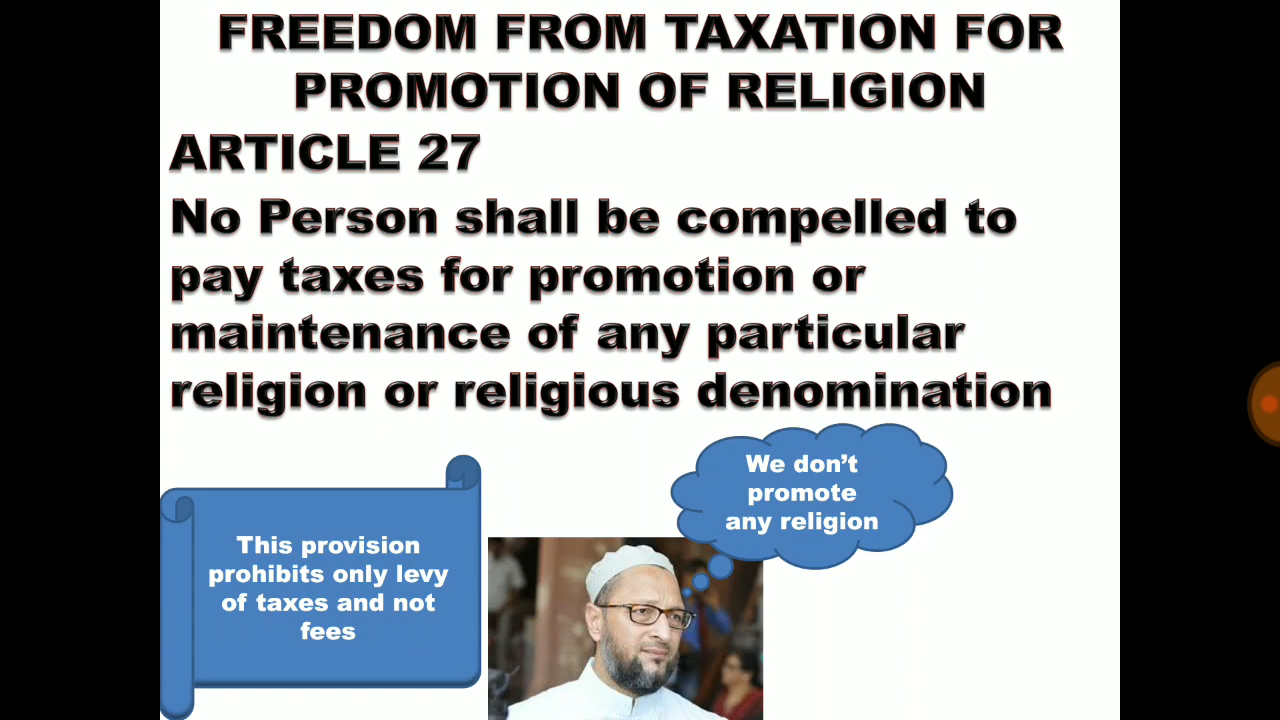 FREEDOM FROM TAXATION FOR
PROMOTION OF RELIGION
ARTICLE 27
No Person shall be compelled to
pay taxes for promotion or
maintenance of any particular
religion or religious denomination
We don’t
promote
any religion
This provision
prohibits only levy
of taxes and not
fees